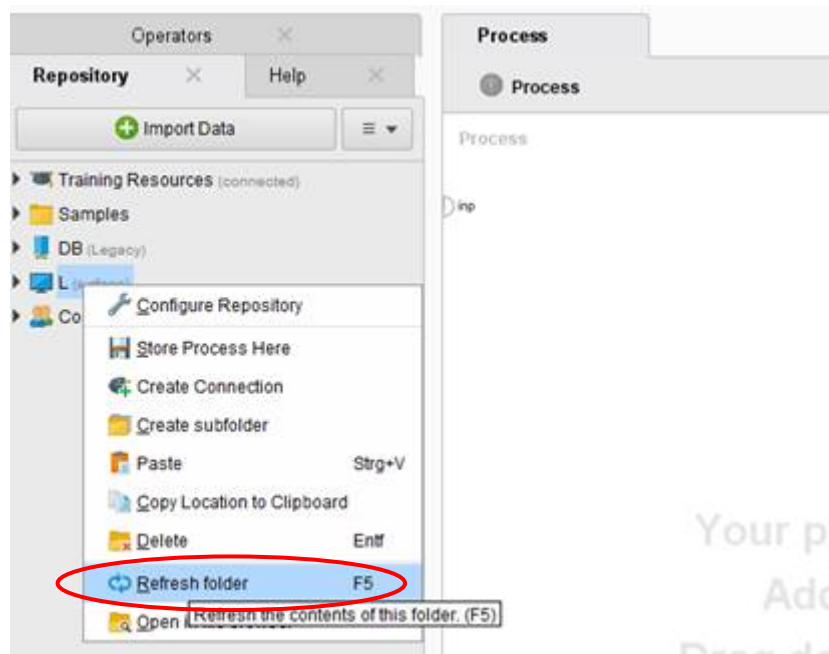 Operators
Process
Repository
Help
Process
Import Data
Process
Training Resources (connected)
inp
Samples
DB (Legacy)
L
Co
Configure Repository
Store Process Here
Create Connection
Create subfolder
Paste Strg+V
Copy Location to Clipboard
Your p
Delete Entf
Refresh folder F5
Add
Refresh the contents of this folder. (F5)
Open